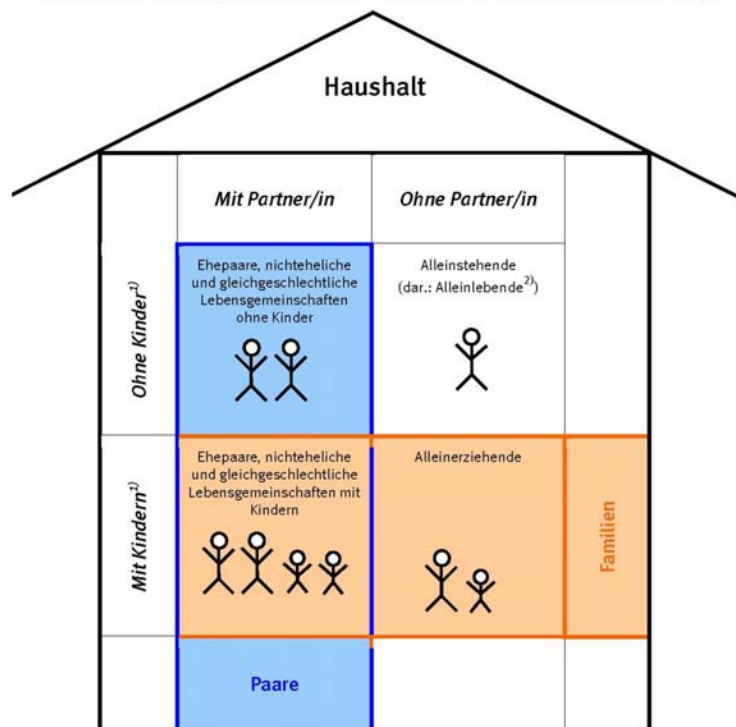 Haushalt
Mit Partner/in
Ohne Partner/in
Ohne Kinder¹⁾
Ehepaare, nichteheliche
und gleichgeschlechtliche
Lebensgemeinschaften
ohne Kinder
Alleinstehende
(dar.: Alleinlebende²⁾)
Mit Kindern¹⁾
Ehepaare, nichteheliche
und gleichgeschlechtliche
Lebensgemeinschaften mit
Kindern
Alleinerziehende
Familien
Paare